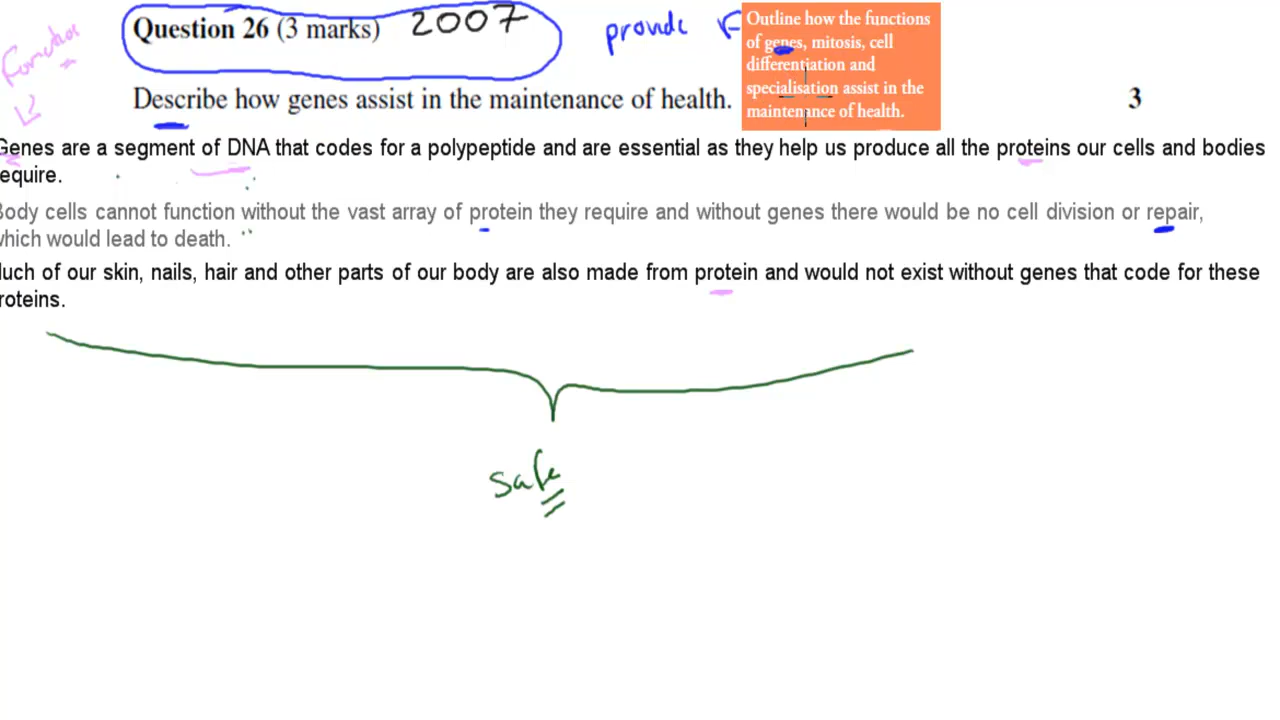 Question 26 (3 marks) 2007
provide F
Function
Outline how the functions
of genes, mitosis, cell
differentiation and
specialisation assist in the
maintenance of health.
Describe how genes assist in the maintenance of health.
3
Genes are a segment of DNA that codes for a polypeptide and are essential as they help us produce all the proteins our cells and bodies
equire.
Body cells cannot function without the vast array of protein they require and without genes there would be no cell division or repair,
which would lead to death.
uch of our skin, nails, hair and other parts of our body are also made from protein and would not exist without genes that code for these
roteins.
safe